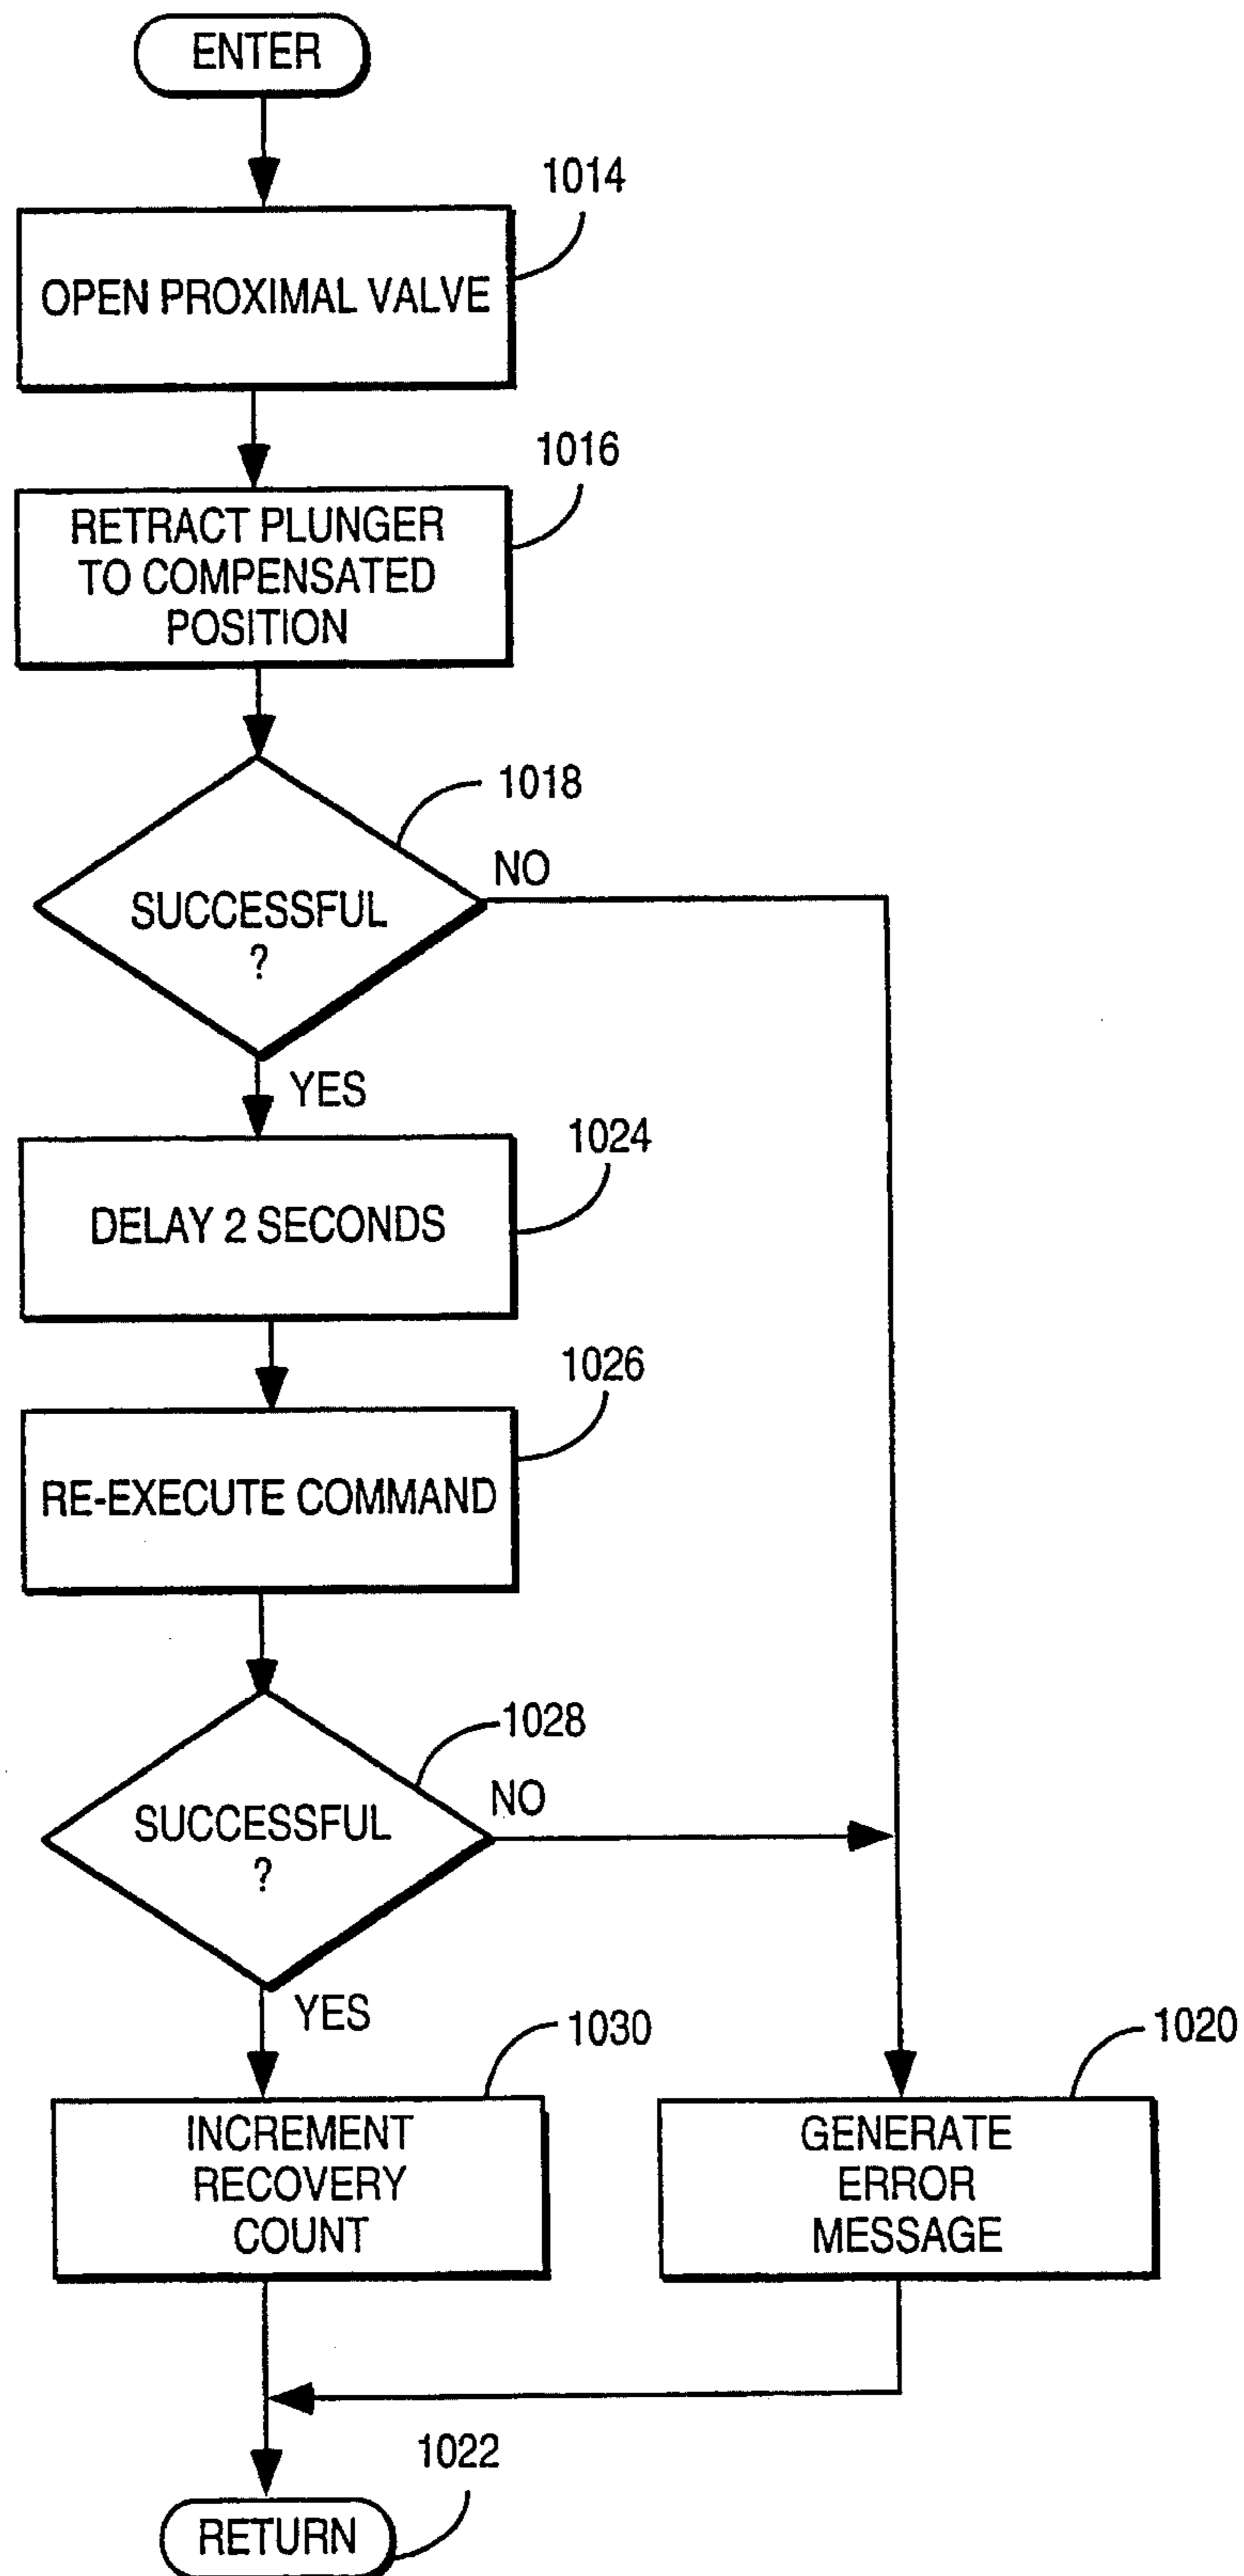 ENTER
1014
OPEN PROXIMAL VALVE
1016
RETRACT PLUNGER
TO COMPENSATED
POSITION
1018
NO
SUCCESSFUL
?
YES
1024
DELAY 2 SECONDS
1026
RE-EXECUTE COMMAND
1028
NO
SUCCESSFUL
?
YES
1030
INCREMENT
RECOVERY
COUNT
1020
GENERATE
ERROR
MESSAGE
1022
RETURN